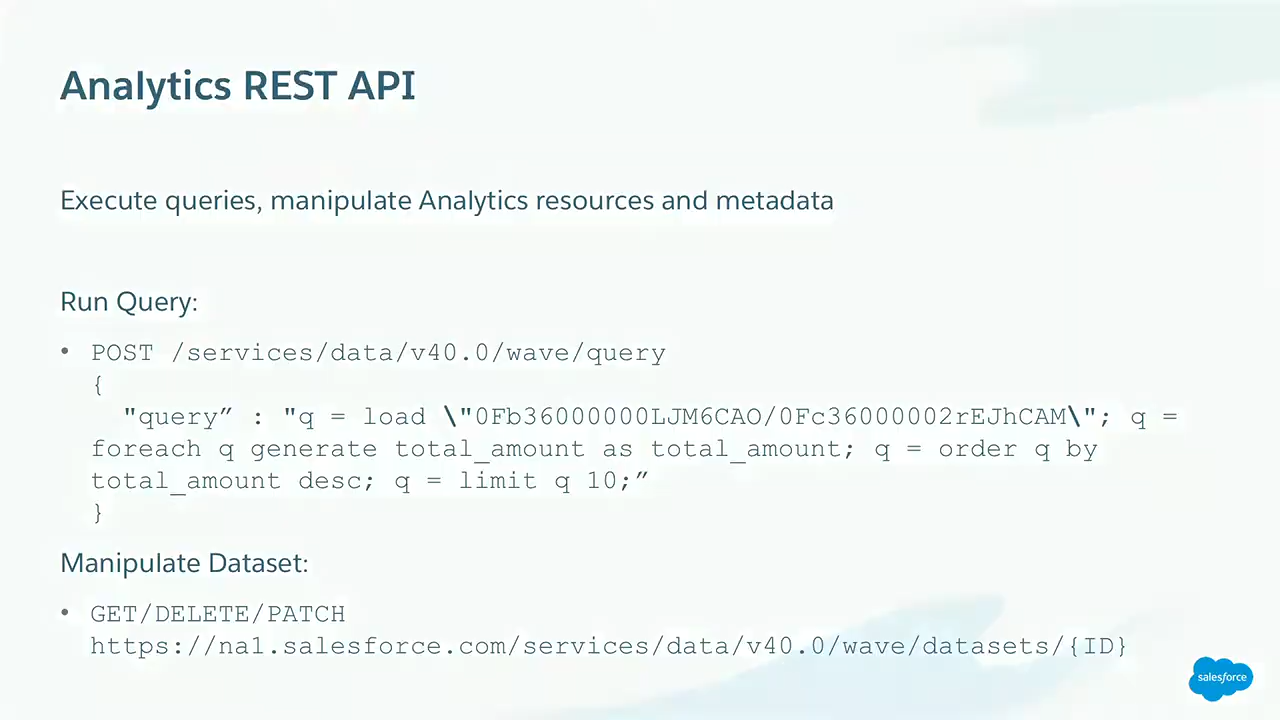 Analytics REST API
Execute queries, manipulate Analytics resources and metadata
Run Query:
• POST /services/data/v40.0/wave/query
{
"query” : "q = load \"0Fb36000000LJM6CAO/0Fc36000002rEJhCAM\"; q =
foreach q generate total_amount as total_amount; q = order q by
total_amount desc; q = limit q 10;”
}
Manipulate Dataset:
• GET/DELETE/PATCH
https://na1.salesforce.com/services/data/v40.0/wave/datasets/{ID}
salesforce